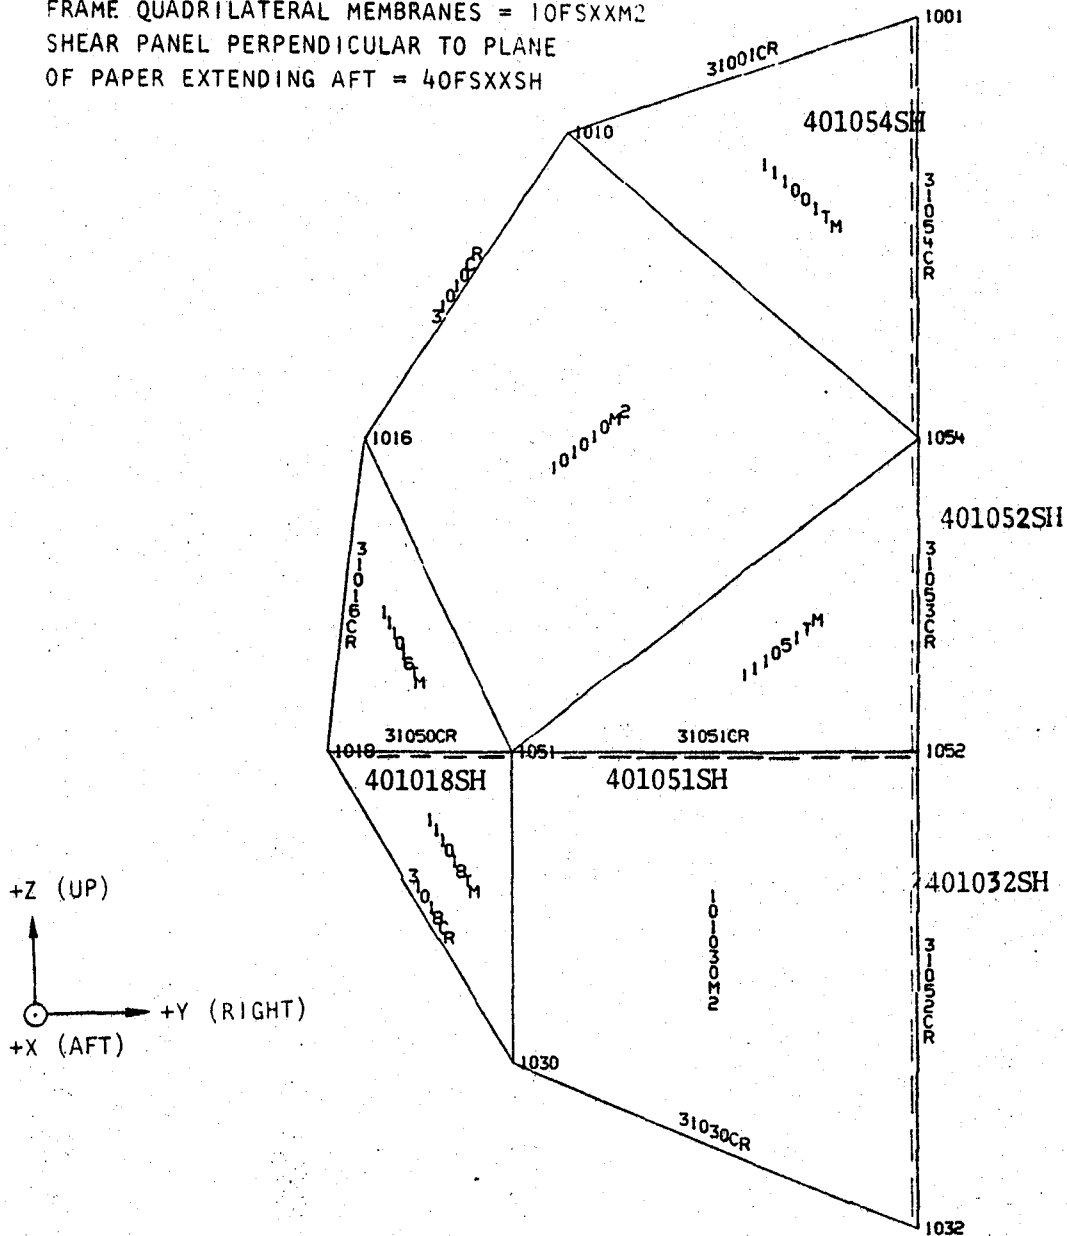 FRAME QUADRILATERAL MEMBRANES = 10FSXXM2
SHEAR PANEL PERPENDICULAR TO PLANE
OF PAPER EXTENDING AFT = 40FSXXSH
1001
31001CR
401054SH
1010
111001TM
31054CR
31010CR
101010M2
1016
1054
401052SH
31016CR
31053CR
111016TM
111051TM
31050CR
31051CR
1018
1051
1052
401018SH
401051SH
111018TM
31018CR
401032SH
101030M2
31052CR
+Z (UP)
+Y (RIGHT)
+X (AFT)
1030
31030CR
1032